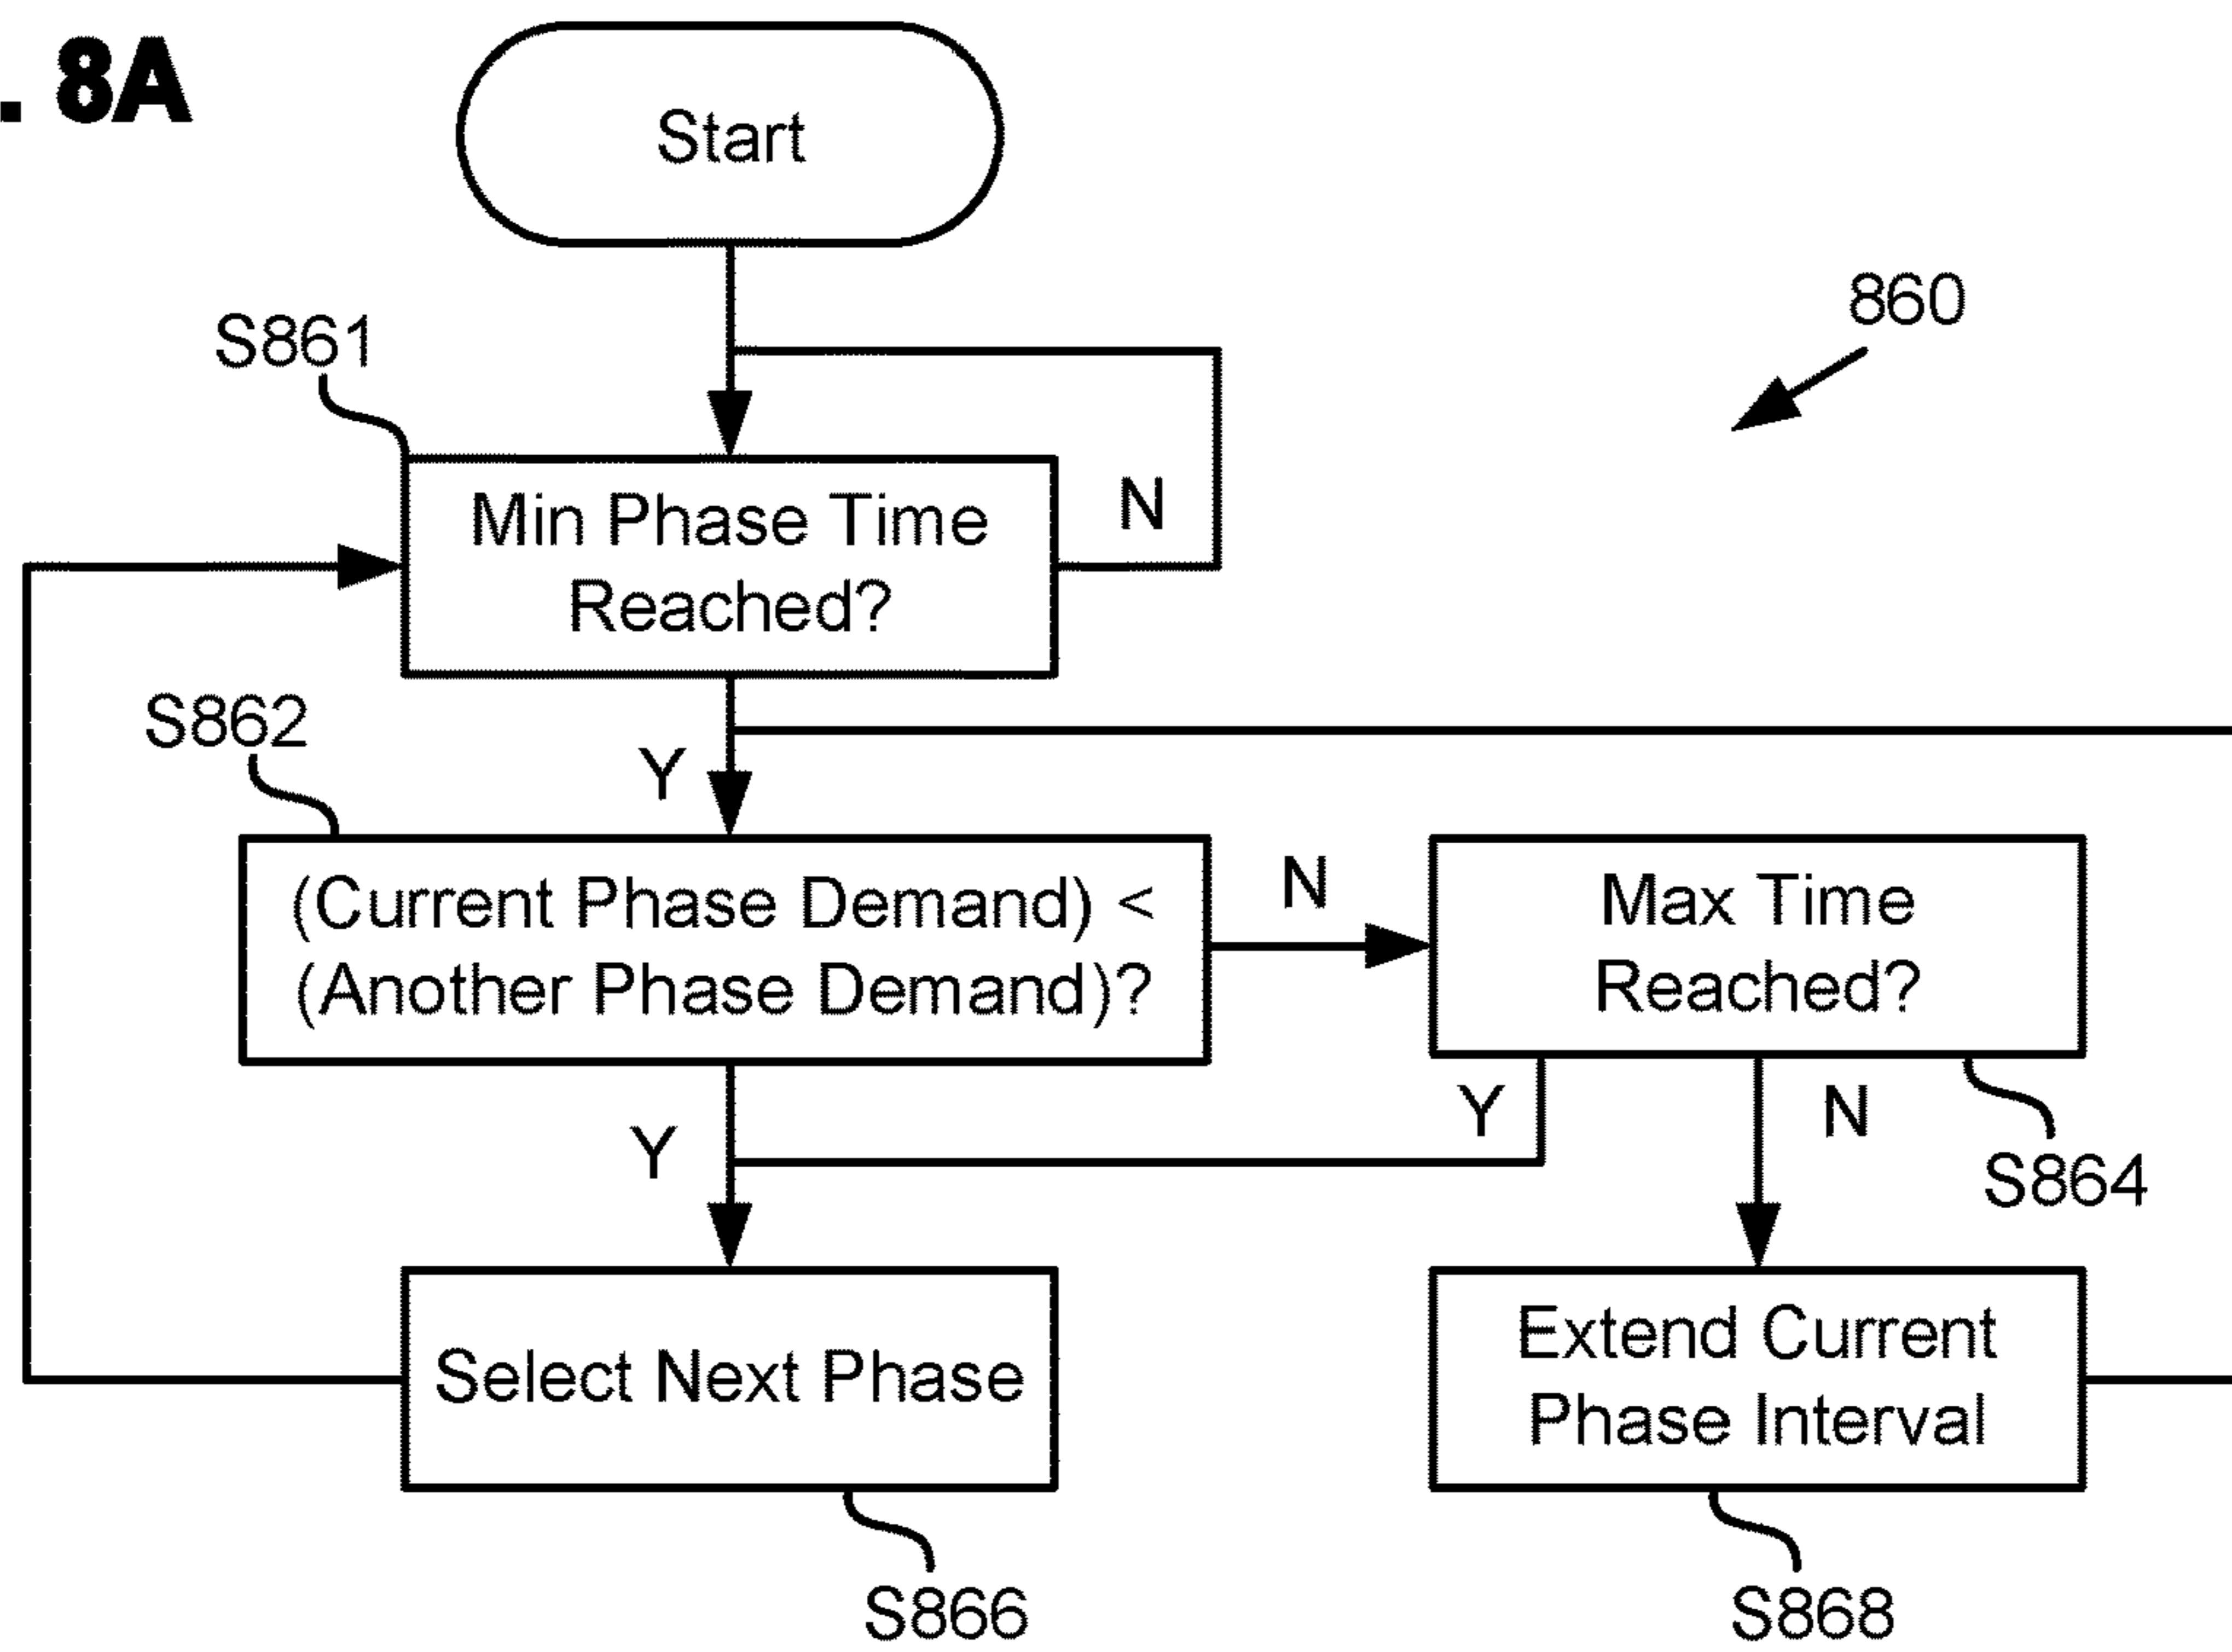 . 8A
Start
860
S861
Min Phase Time
Reached?
N
S862
Y
(Current Phase Demand) <
(Another Phase Demand)?
N
Max Time
Reached?
Y
Y
N
S864
Select Next Phase
Extend Current
Phase Interval
S866
S868